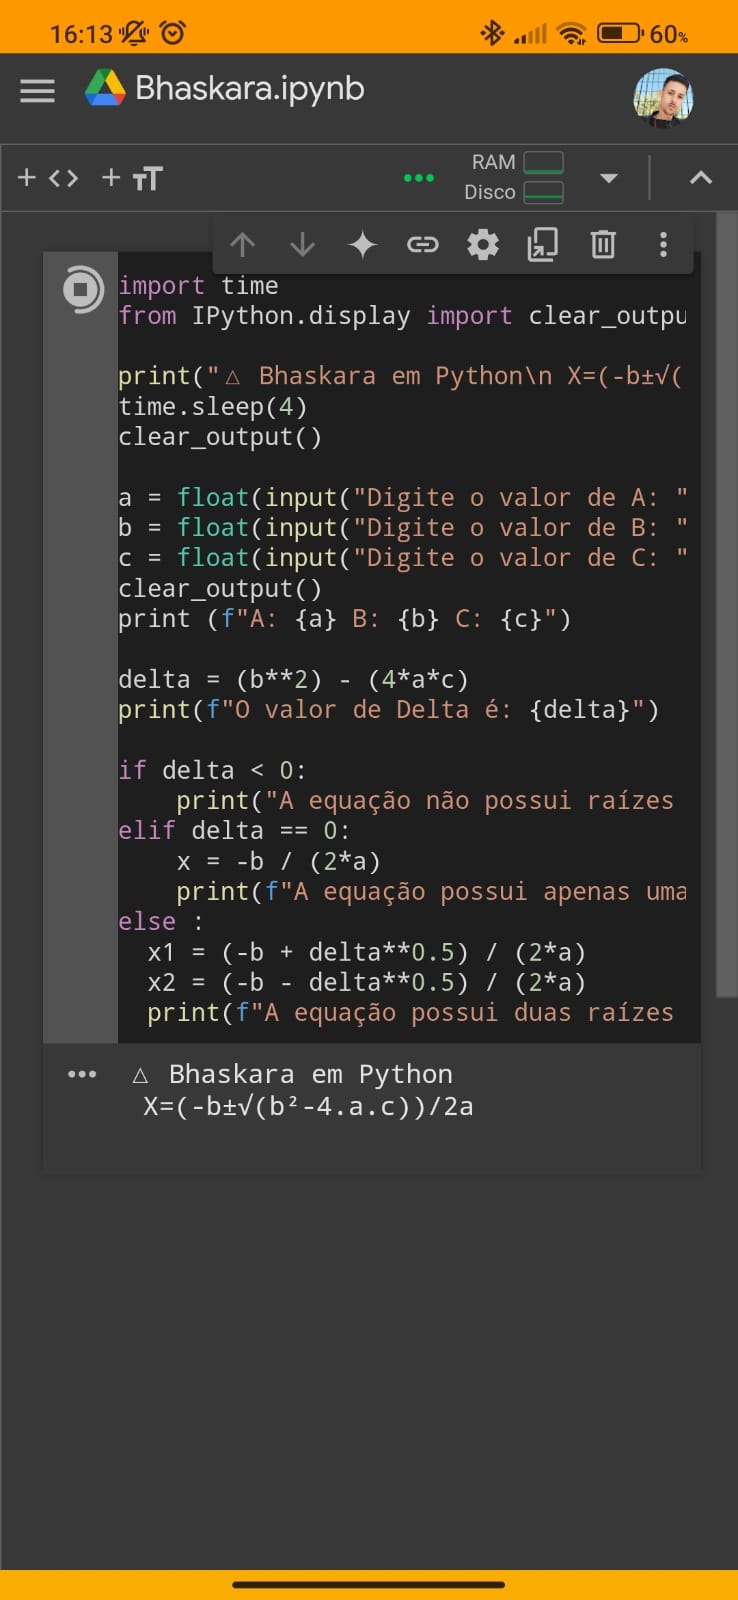 16:13 60%
Bhaskara.ipynb
+ <> + TT ••• RAM
Disco
import time
from IPython.display import clear_outpu
print("△ Bhaskara em Python\n X=(-b±√(
time.sleep(4)
clear_output()
a = float(input("Digite o valor de A: "
b = float(input("Digite o valor de B: "
c = float(input("Digite o valor de C: "
clear_output()
print (f"A: {a} B: {b} C: {c}")
delta = (b**2) - (4*a*c)
print(f"O valor de Delta é: {delta}")
if delta < 0:
    print("A equação não possui raízes
elif delta == 0:
    x = -b / (2*a)
    print(f"A equação possui apenas uma
else :
  x1 = (-b + delta**0.5) / (2*a)
  x2 = (-b - delta**0.5) / (2*a)
  print(f"A equação possui duas raízes
••• △ Bhaskara em Python
X=(-b±√(b²-4.a.c))/2a